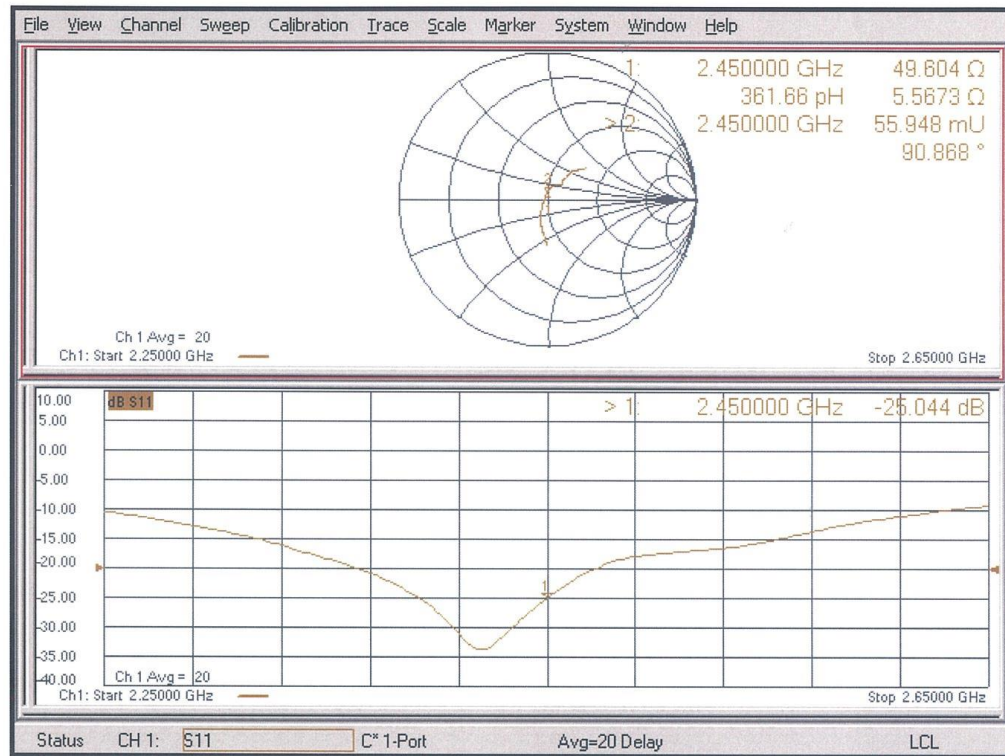 File View Channel Sweep Calibration Trace Scale Marker System Window Help
1: 2.450000 GHz 49.604 Ω
361.66 pH 5.5673 Ω
> 2: 2.450000 GHz 55.948 mU
90.868 °
Ch 1 Avg = 20
Ch1: Start 2.25000 GHz
Stop 2.65000 GHz
10.00
dB S11
> 1: 2.450000 GHz -25.044 dB
5.00
0.00
-5.00
-10.00
-15.00
-20.00
-25.00
1
-30.00
-35.00
-40.00
Ch 1 Avg = 20
Ch1: Start 2.25000 GHz
Stop 2.65000 GHz
Status CH 1: S11 C* 1-Port Avg=20 Delay LCL